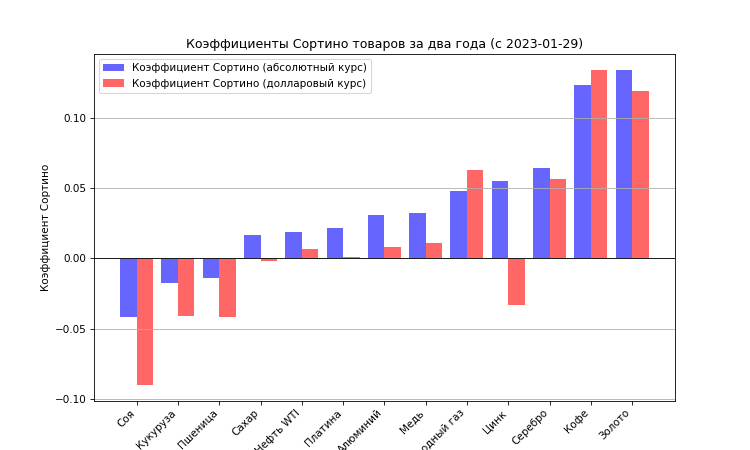 Коэффициенты Сортино товаров за два года (с 2023-01-29)
Коэффициент Сортино (абсолютный курс)
Коэффициент Сортино (долларовый курс)
Коэффициент Сортино
0.10
0.05
0.00
−0.05
−0.10
Соя
Кукуруза
Пшеница
Сахар
Нефть WTI
Платина
Алюминий
Медь
газ
Цинк
Серебро
Кофе
Золото